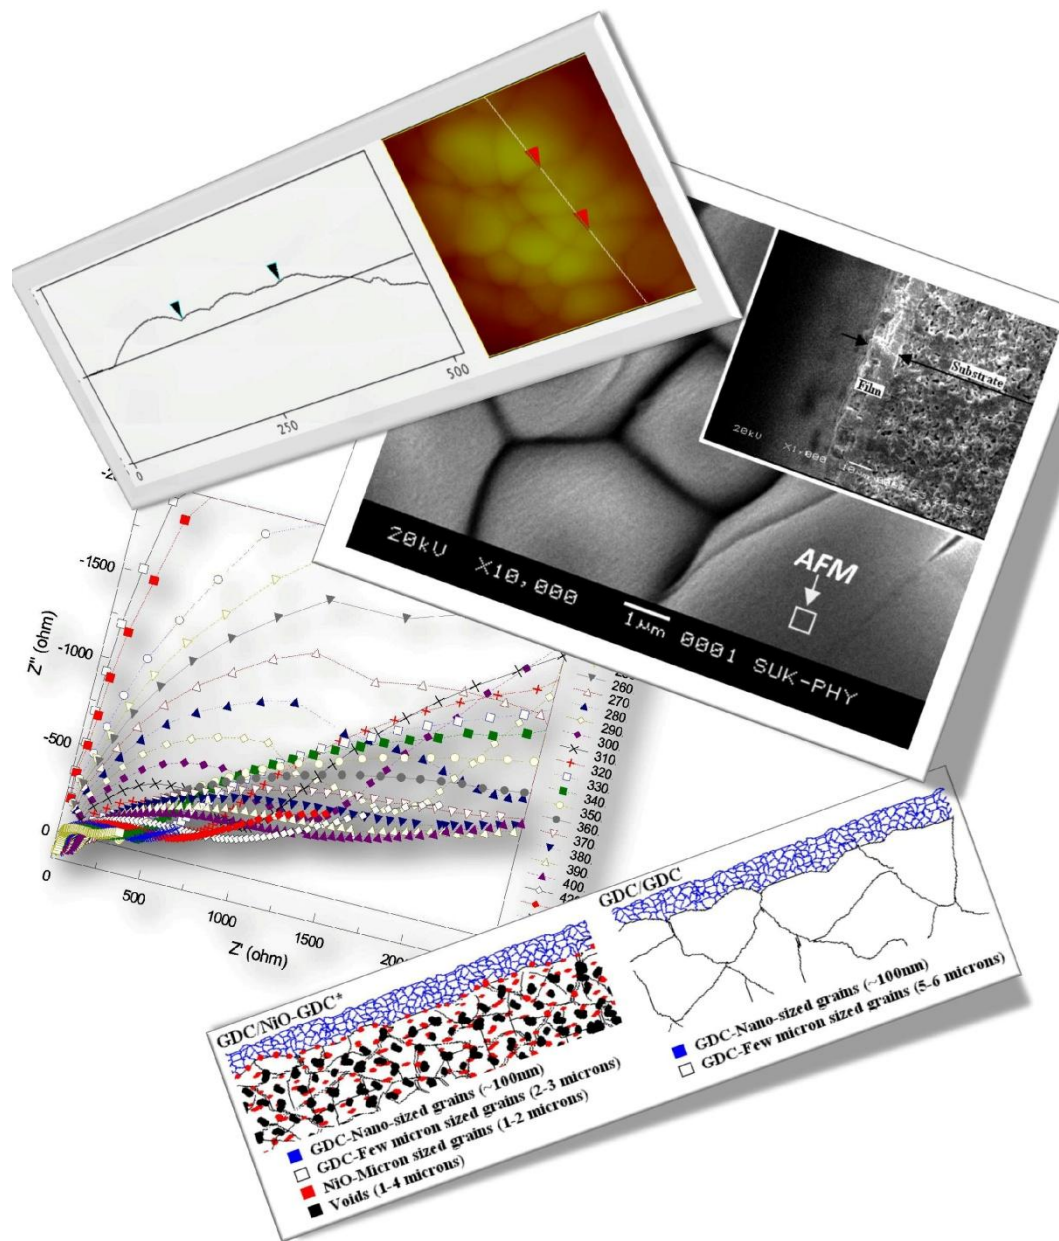 0
250
500
Film
Substrate
20kV
X1,000
10µm
20kV
X10,000
1µm
0001
SUK-PHY
AFM
-1500
-1000
-500
0
Z'' (ohm)
0
500
1000
1500
Z' (ohm)
260
270
280
290
300
310
320
330
340
350
360
370
380
390
400
GDC/NiO-GDC*
GDC-Nano-sized grains (~100nm)
GDC-Few micron sized grains (2-3 microns)
NiO-Micron sized grains (1-2 microns)
Voids (1-4 microns)
GDC/GDC
GDC-Nano-sized grains (~100nm)
GDC-Few micron sized grains (5-6 microns)